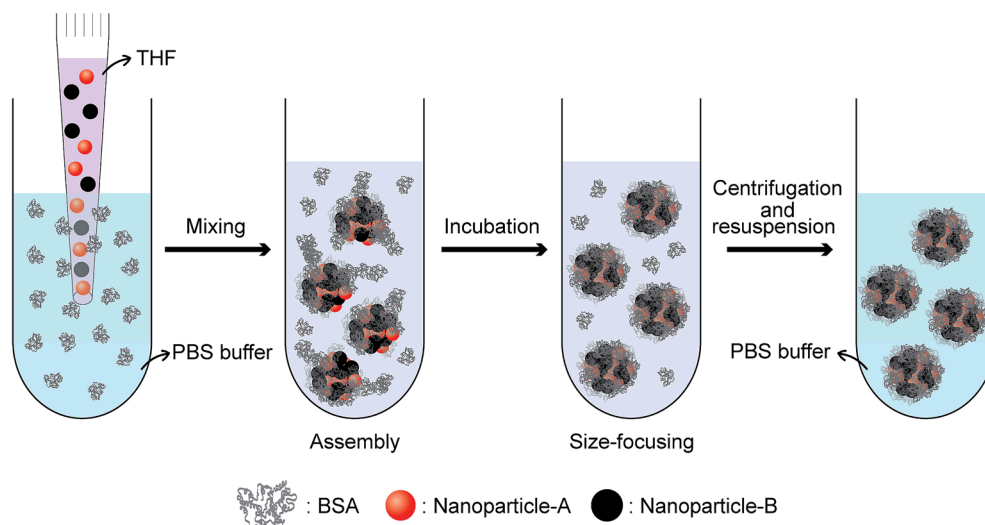 THF
Mixing
Incubation
Centrifugation
and
resuspension
PBS buffer
PBS buffer
Assembly
Size-focusing
: BSA
: Nanoparticle-A
: Nanoparticle-B